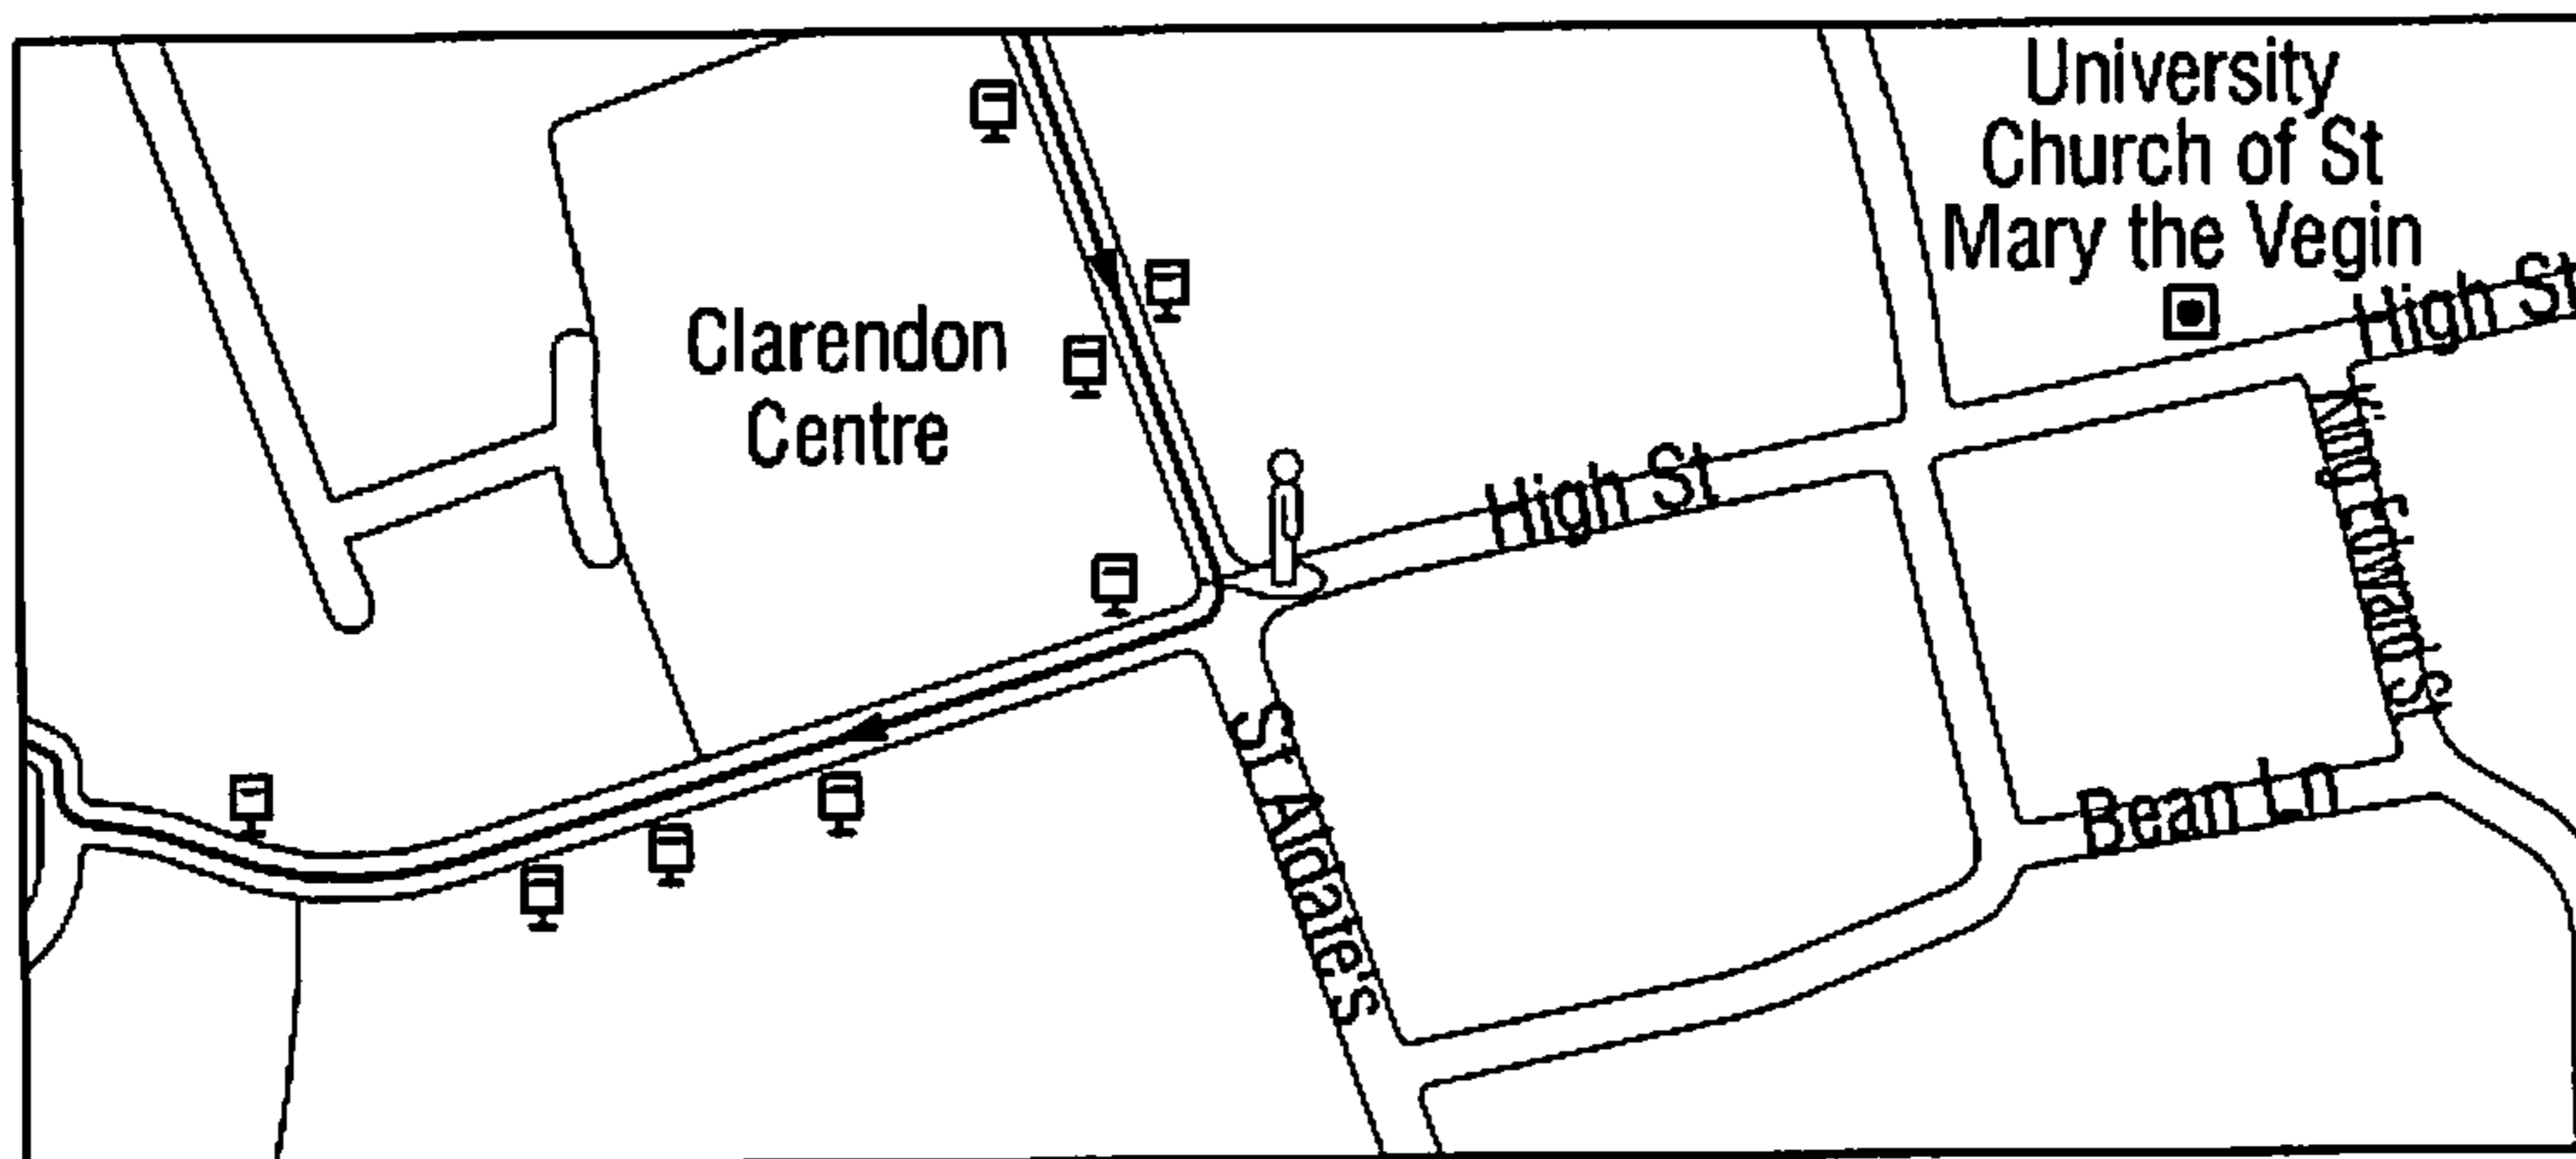 University
Church of St
Mary the Vegin
High St
Clarendon
Centre
High St
King Edward St
St Aldate's
Bean Ln